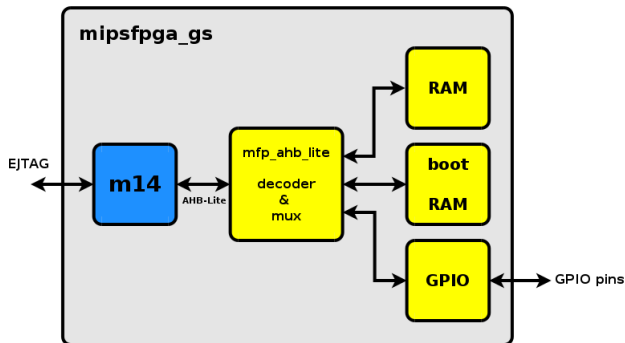 mipsfpga_gs
EJTAG
m14
AHB-Lite
mfp_ahb_lite
decoder
&
mux
RAM
boot
RAM
GPIO
GPIO pins